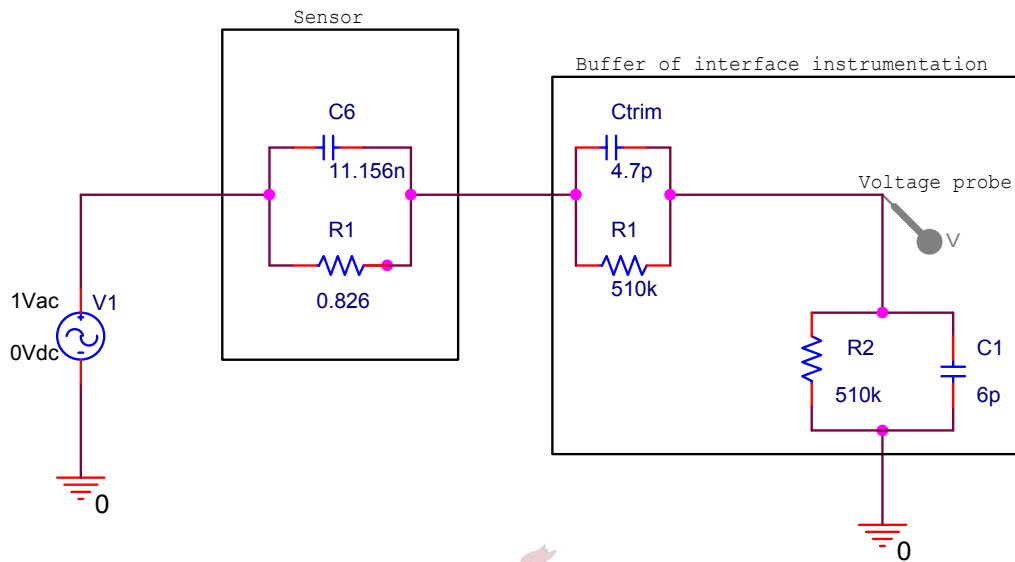 Sensor
Buffer of interface instrumentation
C6
11.156n
R1
0.826
Ctrim
4.7p
R1
510k
Voltage probe
V
1Vac
V1
0Vdc
R2
510k
C1
6p
0
0